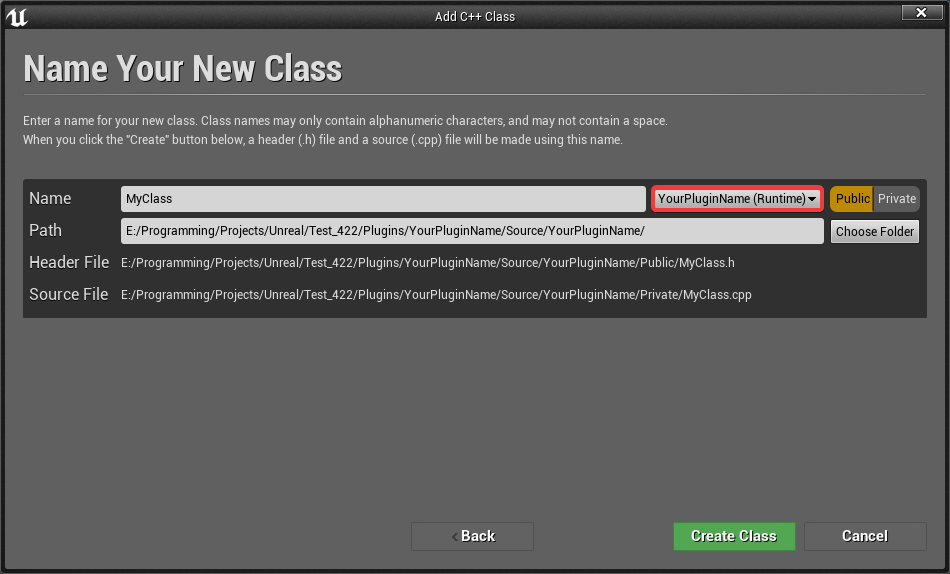 Add C++ Class
Name Your New Class
Enter a name for your new class. Class names may only contain alphanumeric characters, and may not contain a space.
When you click the "Create" button below, a header (.h) file and a source (.cpp) file will be made using this name.
Name MyClass YourPluginName (Runtime) Public Private
Path E:/Programming/Projects/Unreal/Test_422/Plugins/YourPluginName/Source/YourPluginName/ Choose Folder
Header File E:/Programming/Projects/Unreal/Test_422/Plugins/YourPluginName/Source/YourPluginName/Public/MyClass.h
Source File E:/Programming/Projects/Unreal/Test_422/Plugins/YourPluginName/Source/YourPluginName/Private/MyClass.cpp
Back Create Class Cancel